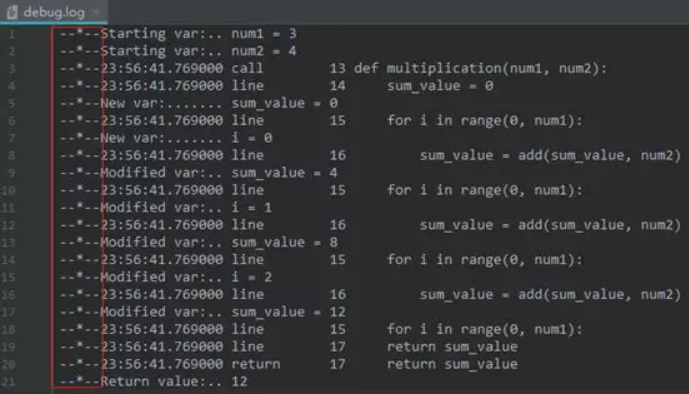 debug.log
1 --*--Starting var:.. num1 = 3
2 --*--Starting var:.. num2 = 4
3 --*--23:56:41.769000 call 13 def multiplication(num1, num2):
4 --*--23:56:41.769000 line 14 sum_value = 0
5 --*--New var:....... sum_value = 0
6 --*--23:56:41.769000 line 15 for i in range(0, num1):
7 --*--New var:....... i = 0
8 --*--23:56:41.769000 line 16 sum_value = add(sum_value, num2)
9 --*--Modified var:.. sum_value = 4
10 --*--23:56:41.769000 line 15 for i in range(0, num1):
11 --*--Modified var:.. i = 1
12 --*--23:56:41.769000 line 16 sum_value = add(sum_value, num2)
13 --*--Modified var:.. sum_value = 8
14 --*--23:56:41.769000 line 15 for i in range(0, num1):
15 --*--Modified var:.. i = 2
16 --*--23:56:41.769000 line 16 sum_value = add(sum_value, num2)
17 --*--Modified var:.. sum_value = 12
18 --*--23:56:41.769000 line 15 for i in range(0, num1):
19 --*--23:56:41.769000 line 17 return sum_value
20 --*--23:56:41.769000 return 17 return sum_value
21 --*--Return value:.. 12